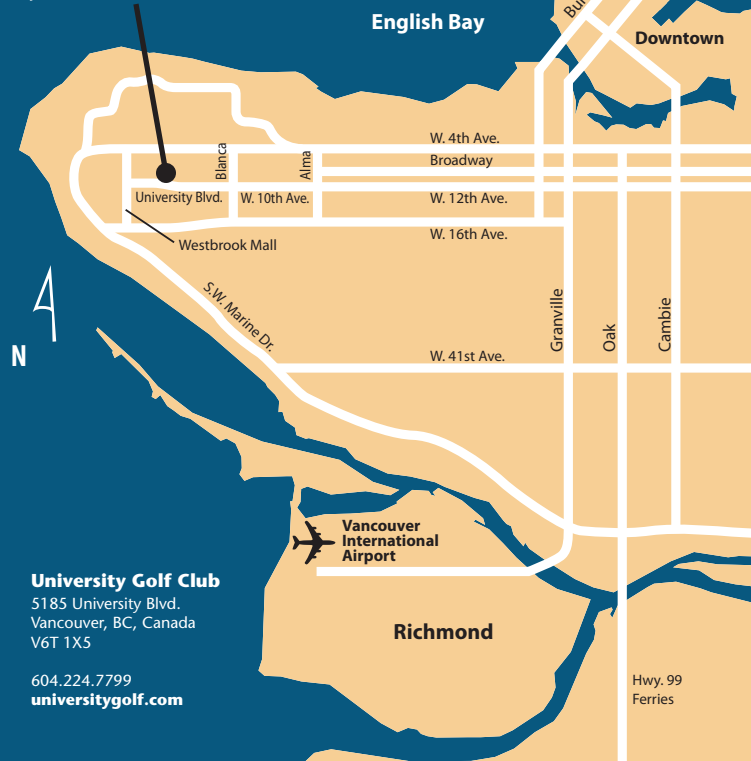 English Bay
Downtown
W. 4th Ave.
Broadway
Blanca
Alma
University Blvd.
W. 10th Ave.
W. 12th Ave.
W. 16th Ave.
Westbrook Mall
S.W. Marine Dr.
Granville
Oak
Cambie
N
W. 41st Ave.
Vancouver
International
Airport
University Golf Club
5185 University Blvd.
Vancouver, BC, Canada
V6T 1X5
604.224.7799
universitygolf.com
Richmond
Hwy. 99
Ferries